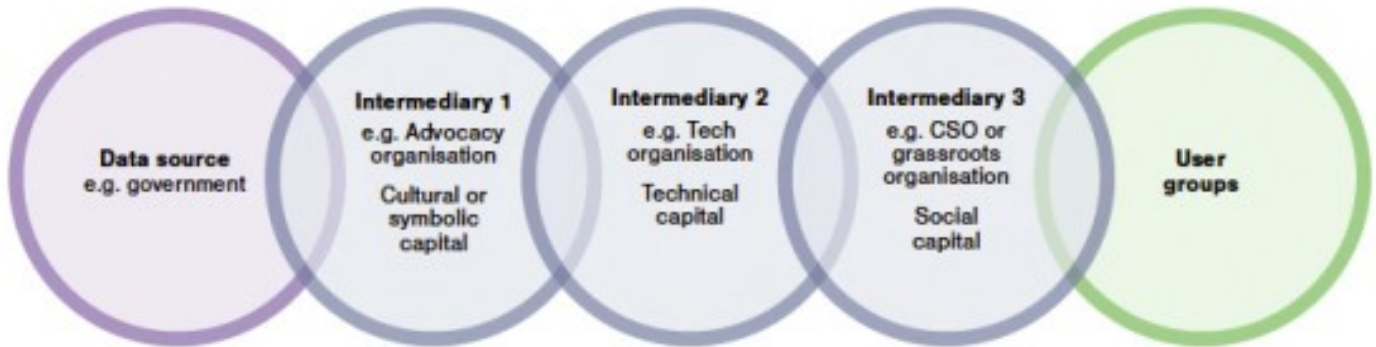 Data source
e.g. government
Intermediary 1
e.g. Advocacy
organisation
Cultural or
symbolic
capital
Intermediary 2
e.g. Tech
organisation
Technical
capital
Intermediary 3
e.g. CSO or
grassroots
organisation
Social
capital
User
groups